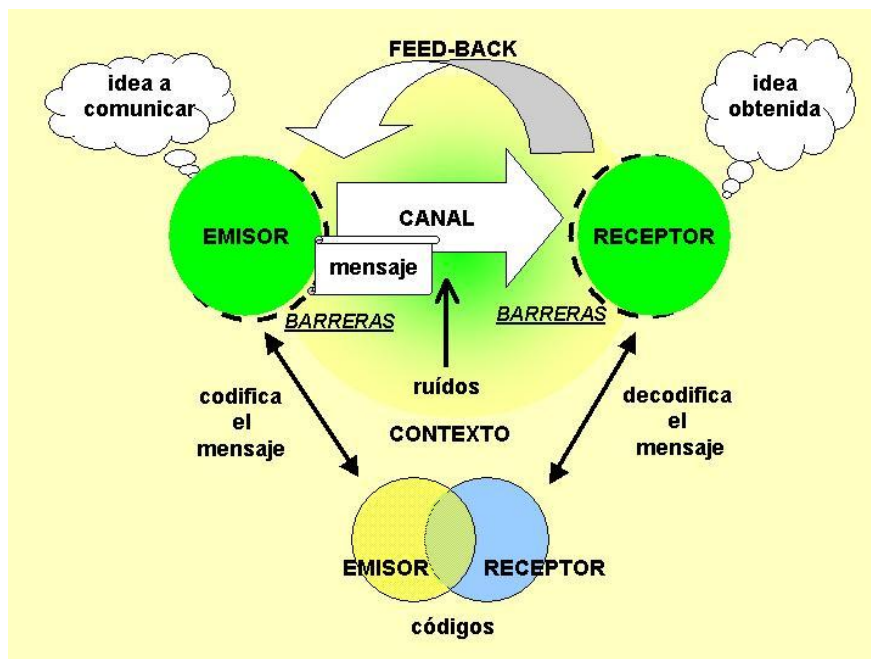 FEED-BACK
idea a
comunicar
idea
obtenida
EMISOR
CANAL
RECEPTOR
mensaje
BARRERAS
BARRERAS
ruídos
codifica
el
mensaje
decodifica
el
mensaje
CONTEXTO
EMISOR
RECEPTOR
códigos